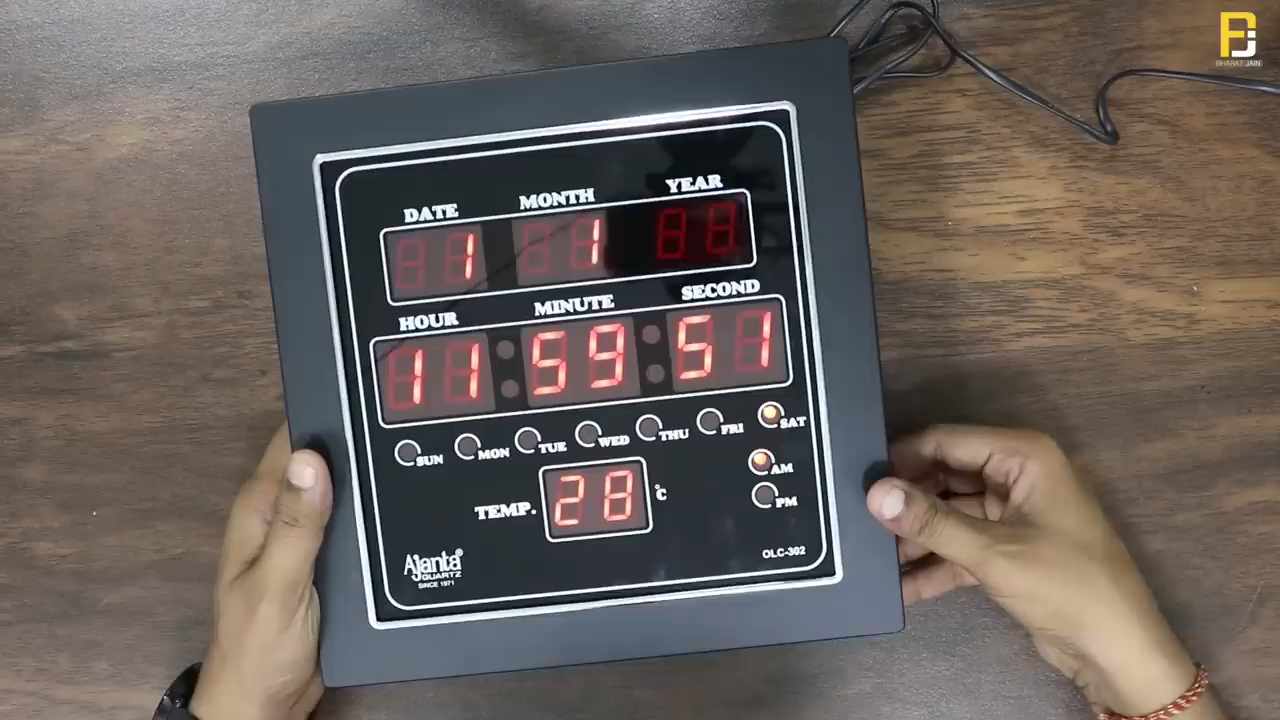 BHARAT JAIN
DATE MONTH YEAR
1 1
HOUR MINUTE SECOND
11 : 59 : 51
SUN MON TUE WED THU FRI SAT
AM
TEMP. 28 °C
PM
Ajanta®
QUARTZ
SINCE 1971
OLC-302